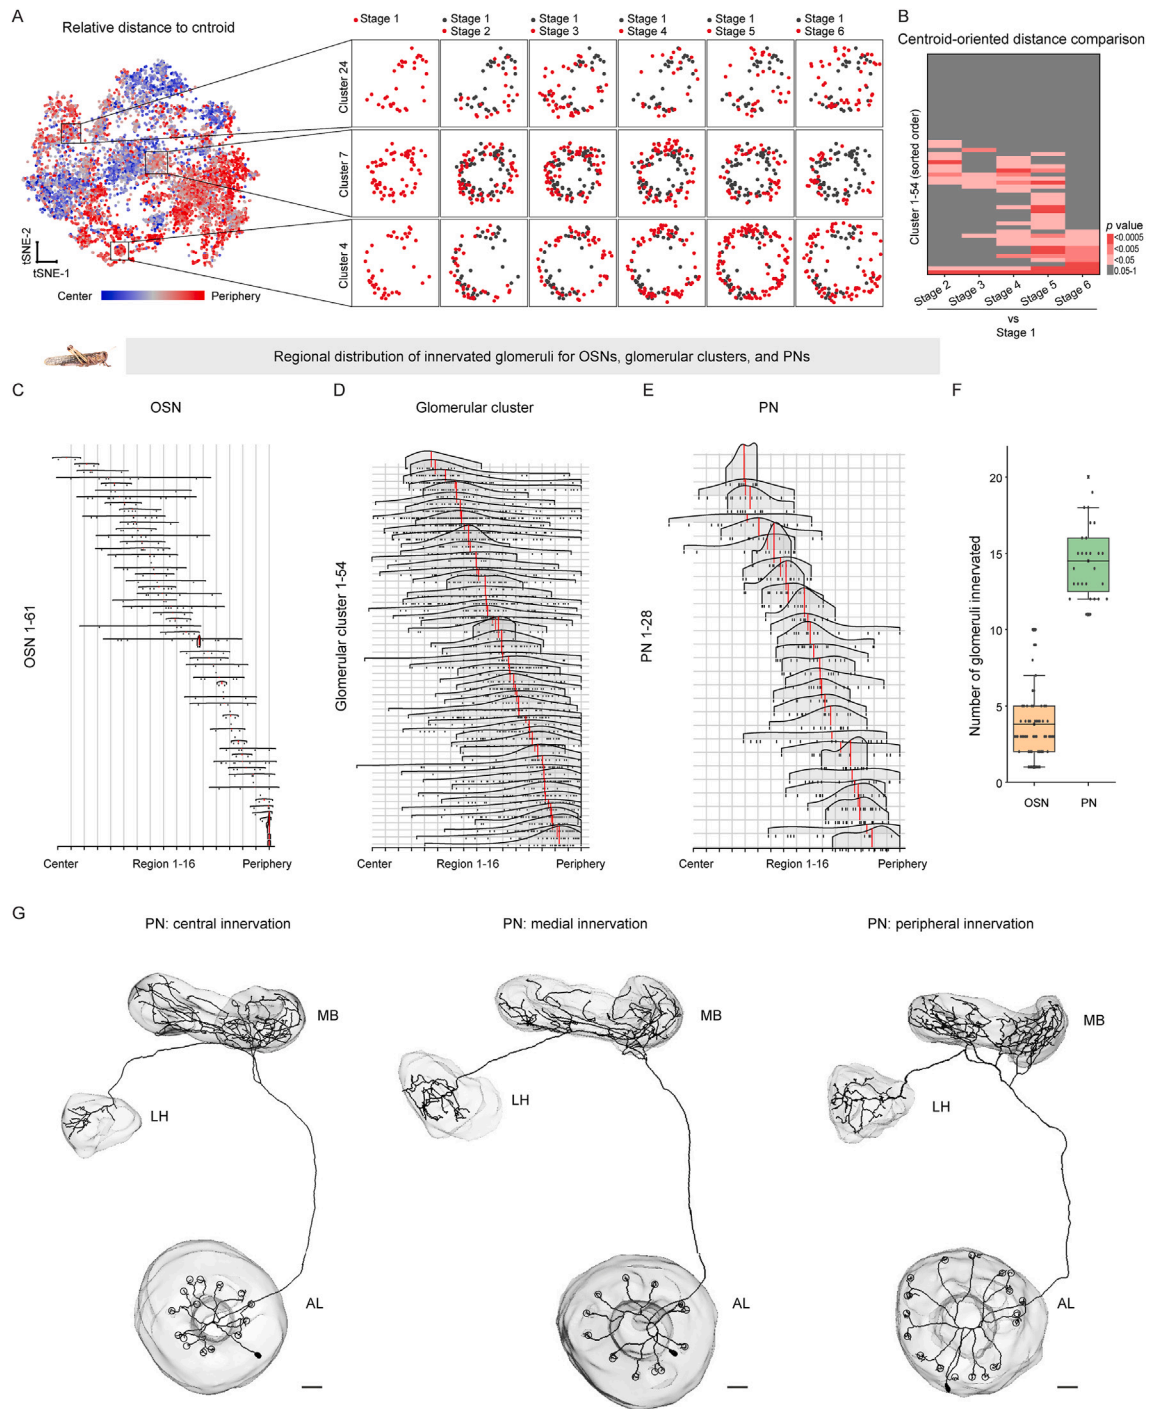 A
Relative distance to cntroid
Stage 1
Stage 1
Stage 2
Stage 1
Stage 3
Stage 1
Stage 4
Stage 1
Stage 5
Stage 1
Stage 6
Cluster 24
Cluster 7
Cluster 4
tSNE-2
tSNE-1
Center
Periphery
B
Centroid-oriented distance comparison
Cluster 1-54 (sorted order)
p value
<0.0005
<0.005
<0.05
0.05-1
Stage 2
Stage 3
Stage 4
Stage 5
Stage 6
vs
Stage 1
Regional distribution of innervated glomeruli for OSNs, glomerular clusters, and PNs
C
OSN
OSN 1-61
Center
Region 1-16
Periphery
D
Glomerular cluster
Glomerular cluster 1-54
Center
Region 1-16
Periphery
E
PN
PN 1-28
Center
Region 1-16
Periphery
F
Number of glomeruli innervated
20
15
10
5
0
OSN
PN
G
PN: central innervation
PN: medial innervation
PN: peripheral innervation
MB
MB
MB
LH
LH
LH
AL
AL
AL